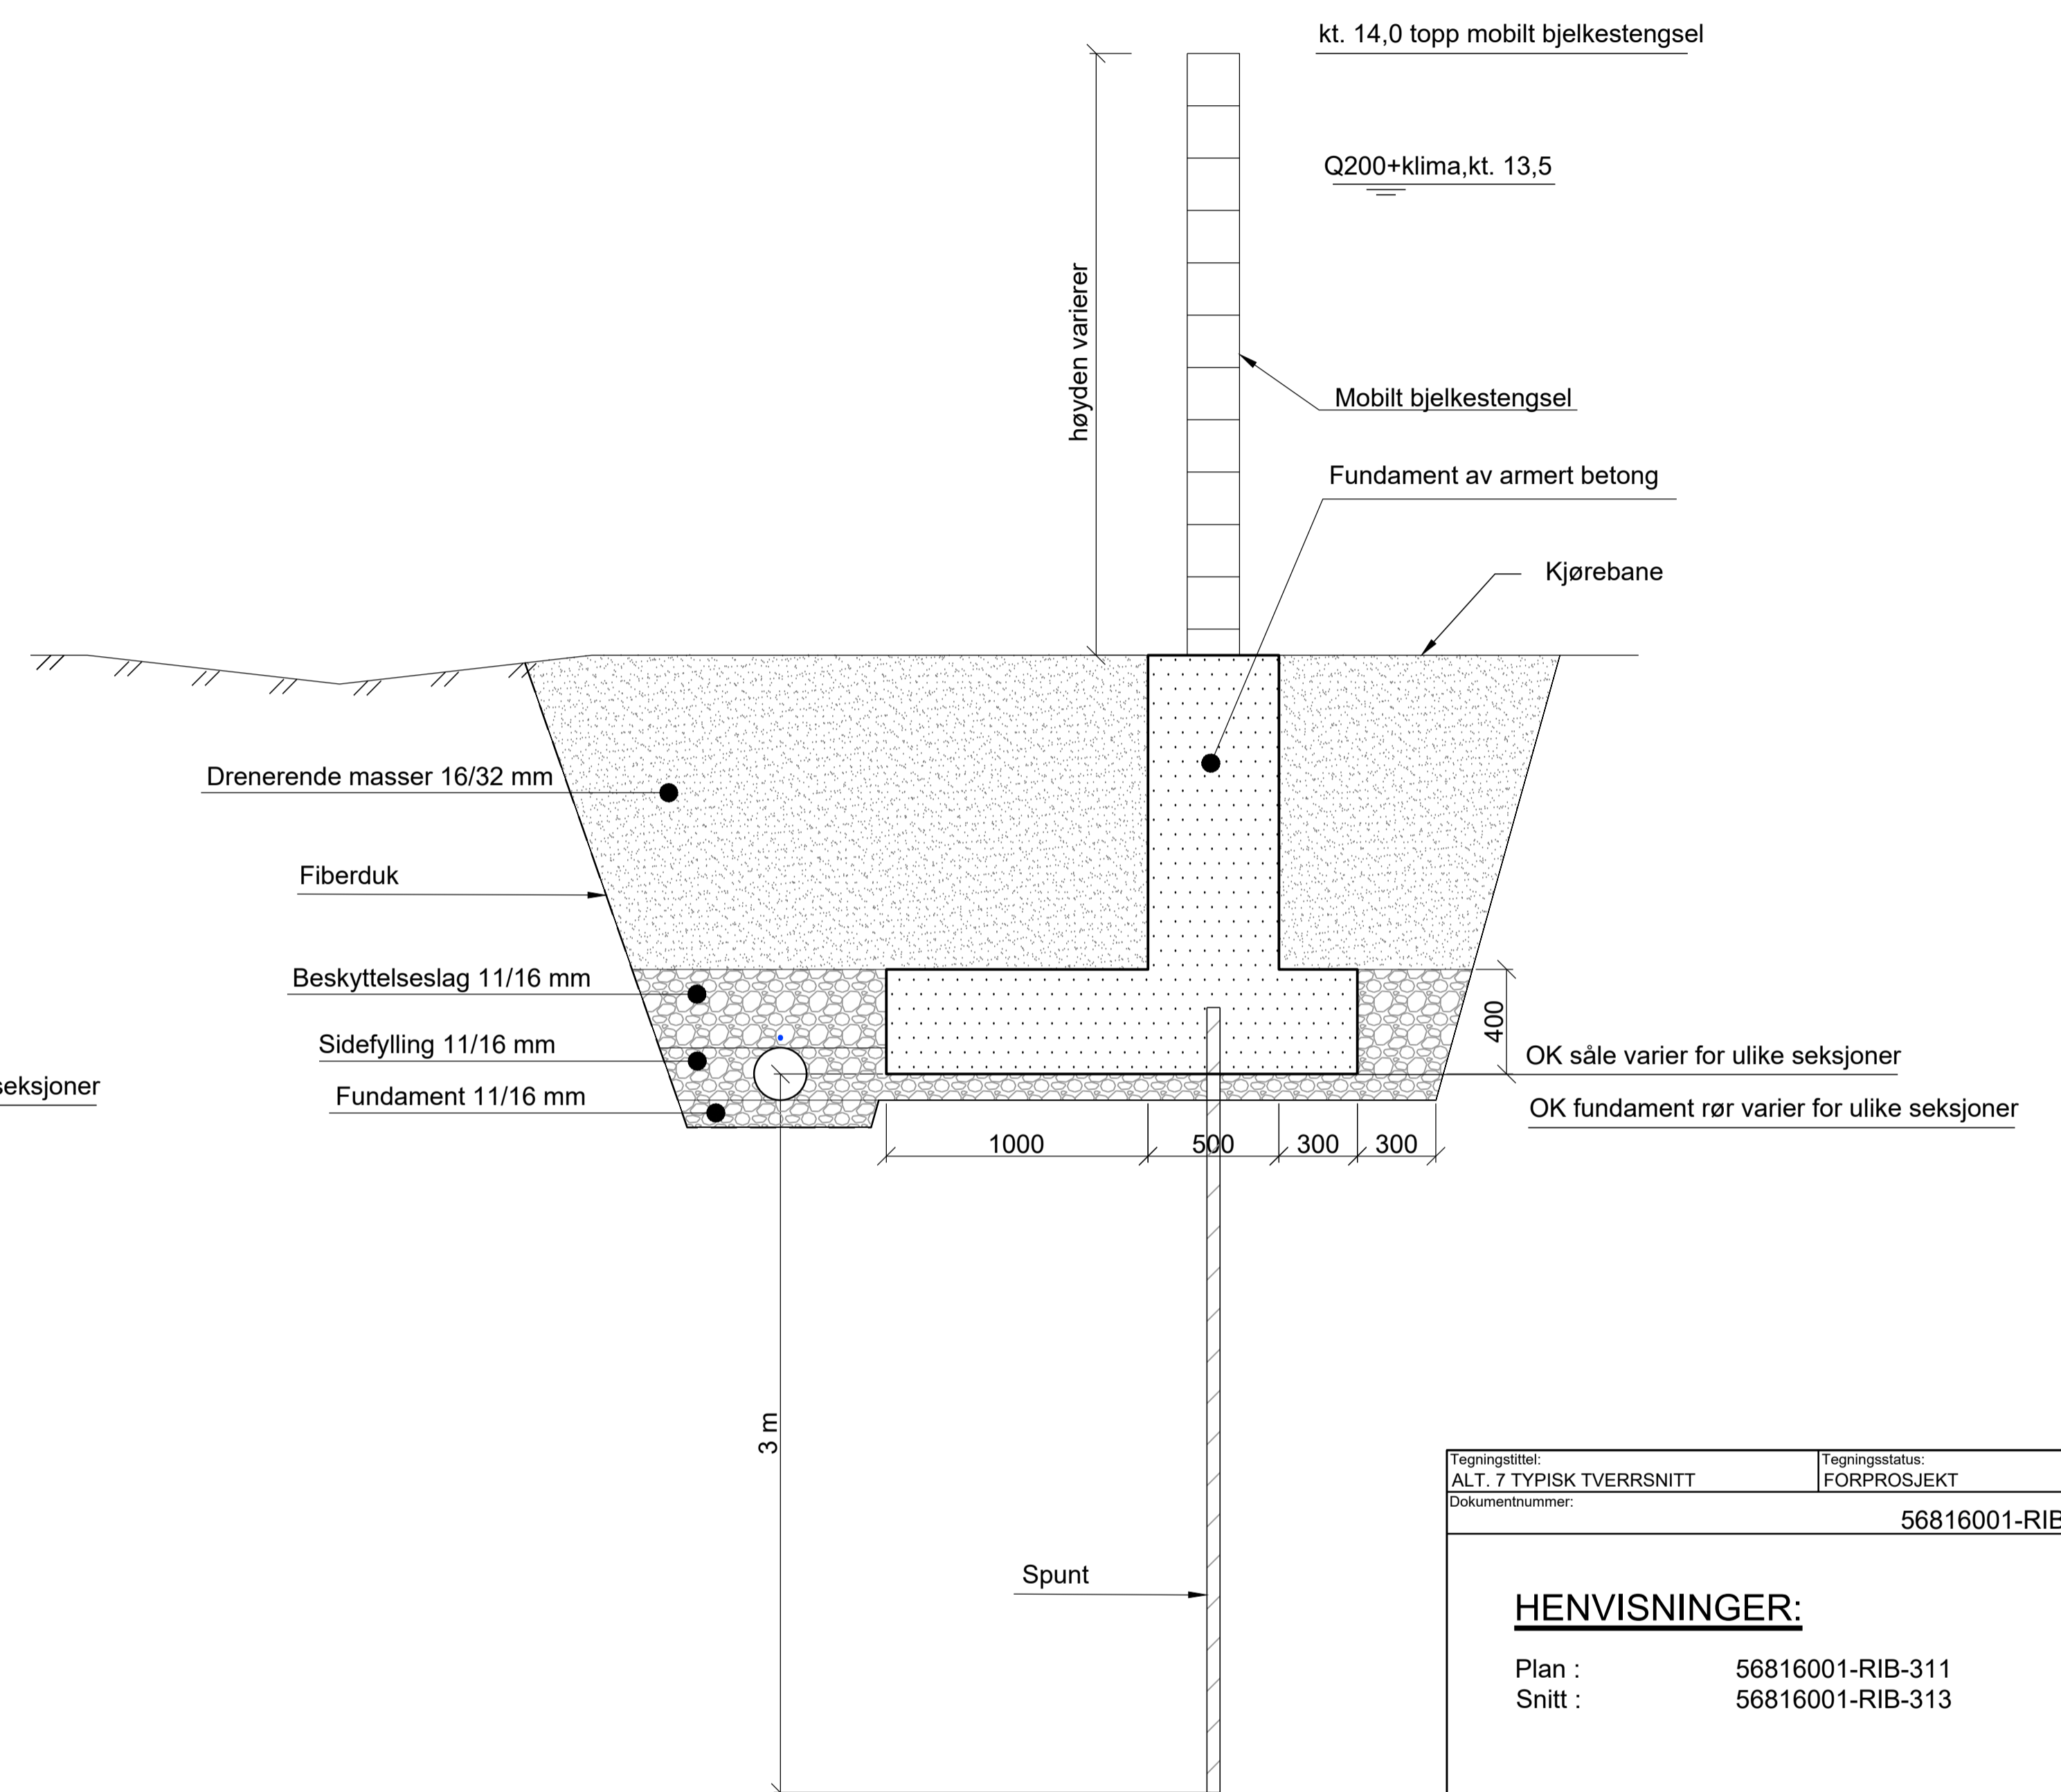 kt. 14,0 topp mobilt bjelkestengsel
Q200+klima,kt. 13,5
høyden varierer
Mobilt bjelkestengsel
Fundament av armert betong
Kjørebane
Drenerende masser 16/32 mm
Fiberduk
Beskyttelseslag 11/16 mm
400
Sidefylling 11/16 mm
OK såle varier for ulike seksjoner
seksjoner
Fundament 11/16 mm
OK fundament rør varier for ulike seksjoner
1000
500
300
300
3 m
Spunt
Tegningstittel:
ALT. 7 TYPISK TVERRSNITT
Tegningsstatus:
FORPROSJEKT
Dokumentnummer:
56816001-RIB
HENVISNINGER:
Plan : 56816001-RIB-311
Snitt : 56816001-RIB-313